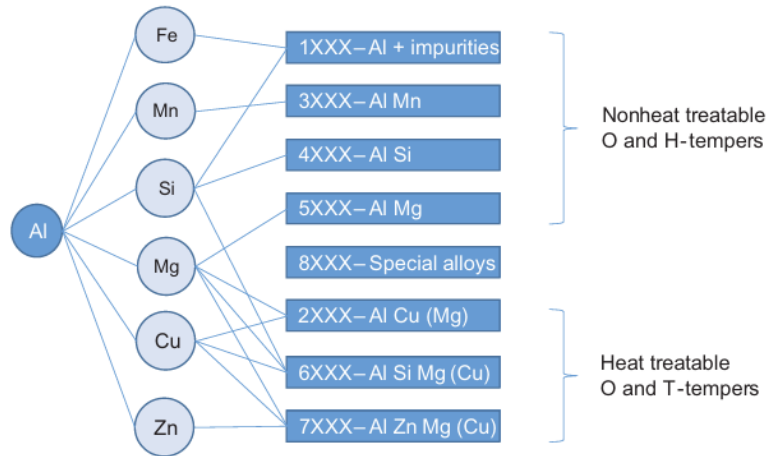 Al
Fe
Mn
Si
Mg
Cu
Zn
1XXX–Al + impurities
3XXX–Al Mn
4XXX–Al Si
5XXX–Al Mg
8XXX–Special alloys
2XXX–Al Cu (Mg)
6XXX–Al Si Mg (Cu)
7XXX–Al Zn Mg (Cu)
Nonheat treatable
O and H-tempers
Heat treatable
O and T-tempers